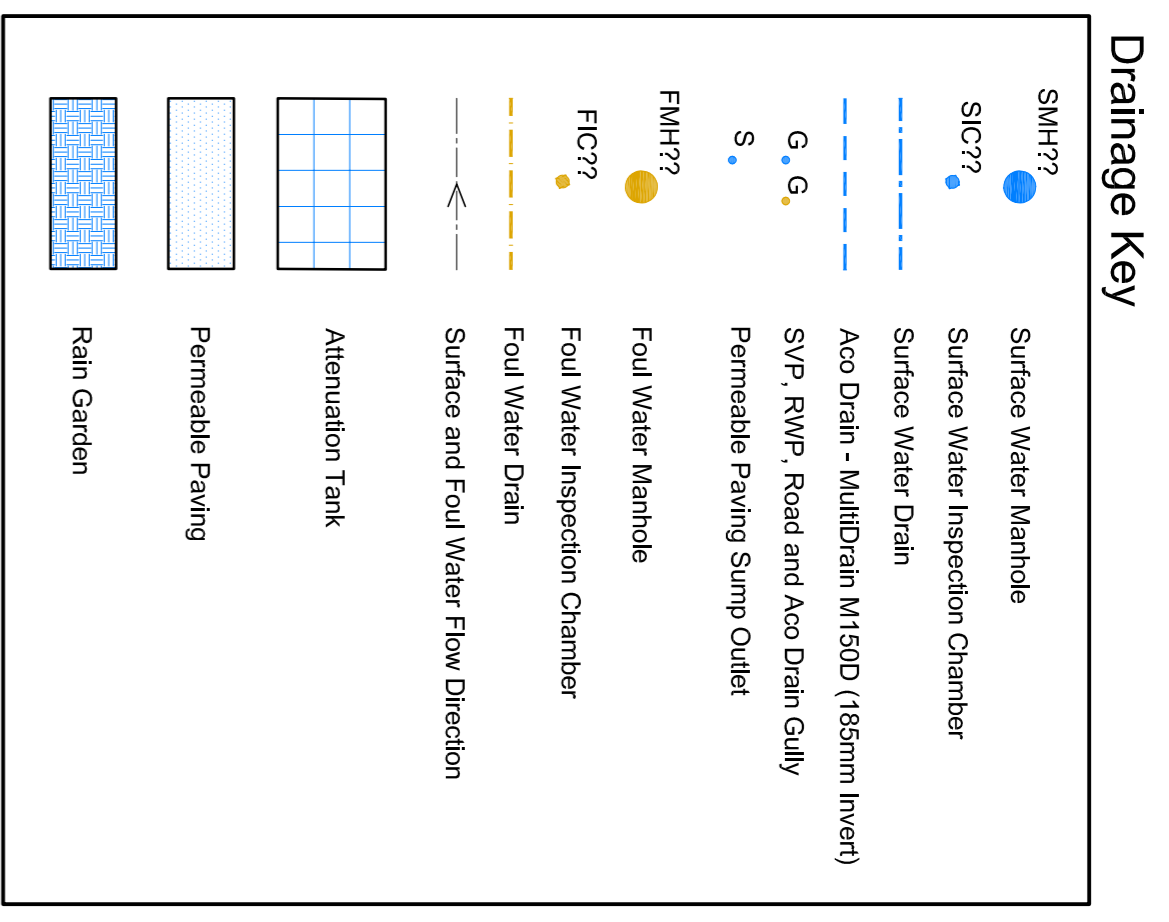 Drainage Key
SMH??
Surface Water Manhole
SIC??
Surface Water Inspection Chamber
Surface Water Drain
Aco Drain - MultiDrain M150D (185mm Invert)
G G
SVP, RWP, Road and Aco Drain Gully
S
Permeable Paving Sump Outlet
FMH??
Foul Water Manhole
FIC??
Foul Water Inspection Chamber
Foul Water Drain
Surface and Foul Water Flow Direction
Attenuation Tank
Permeable Paving
Rain Garden